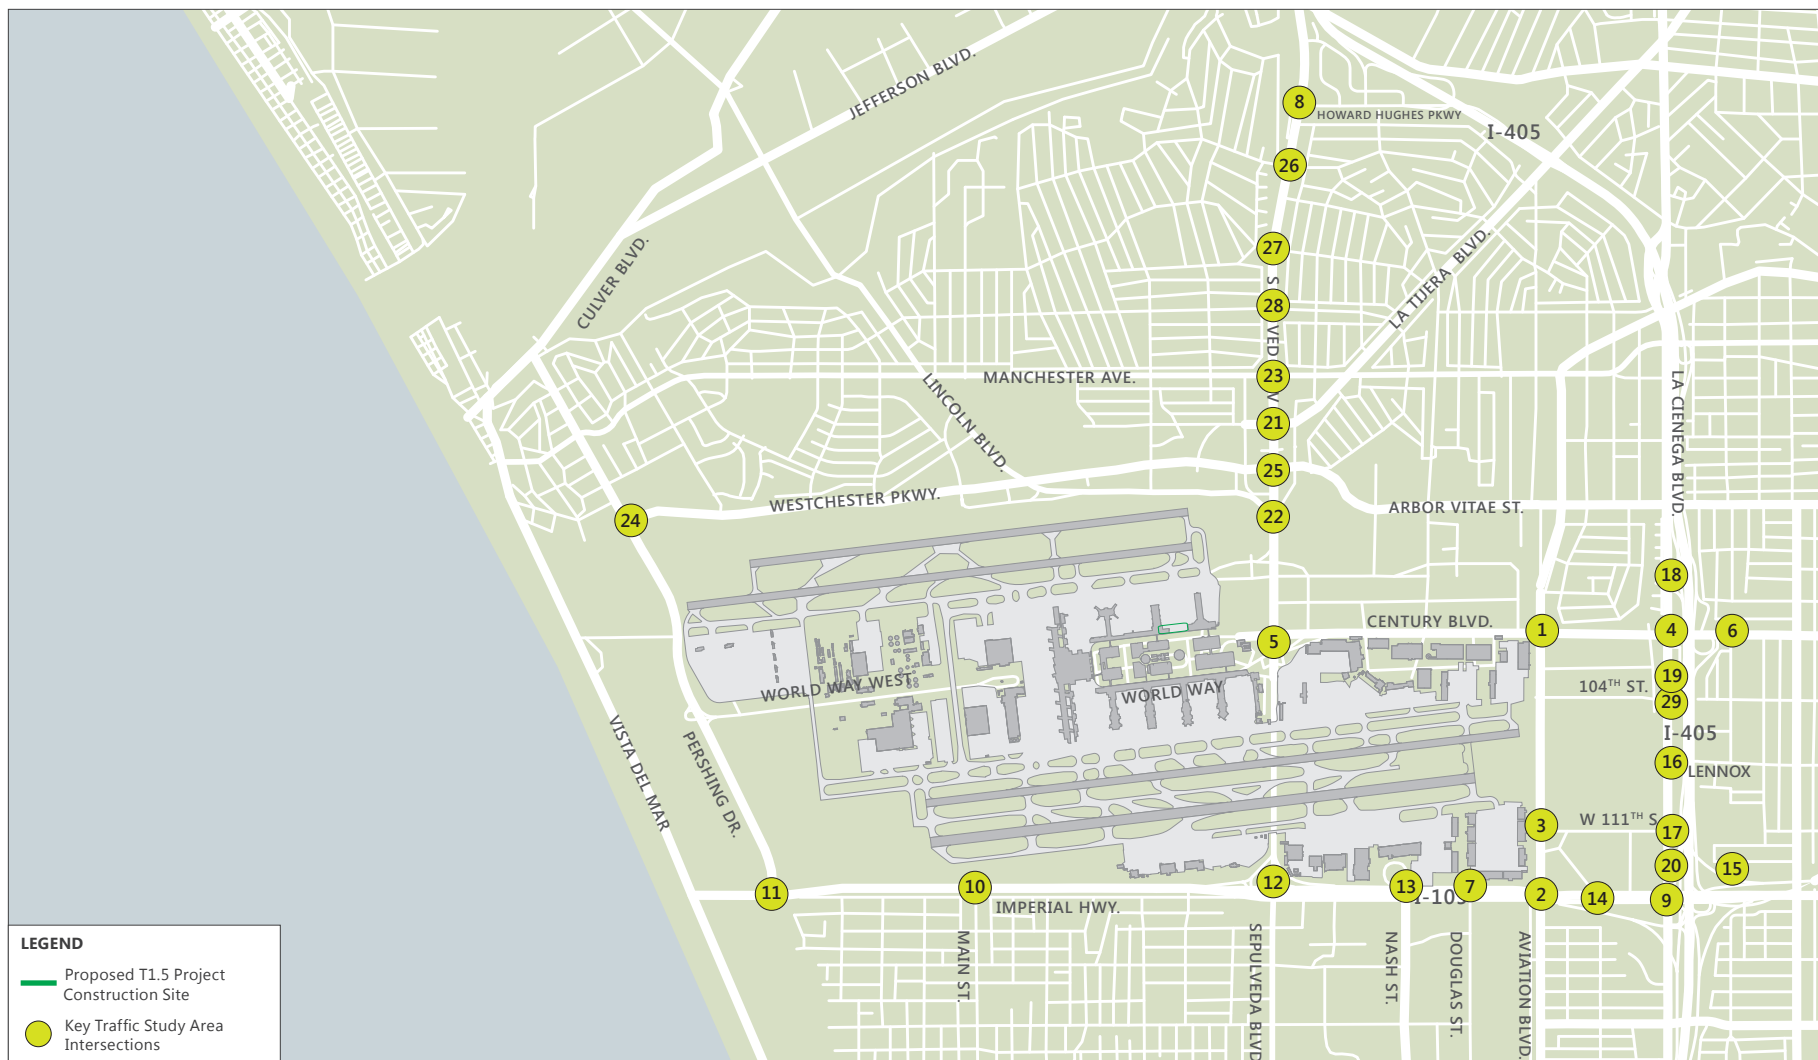 JEFFERSON BLVD.
8
HOWARD HUGHES PKWY
I-405
26
CULVER BLVD.
27
S
28
VED
LA TIJERA BLVD.
MANCHESTER AVE.
23
V
LINCOLN BLVD.
21
LA CIENEGA BLVD.
25
WESTCHESTER PKWY.
24
22
ARBOR VITAE ST.
18
CENTURY BLVD.
1
4
6
5
WORLD WAY WEST
WORLD WAY
104TH ST.
19
29
I-405
16
LENNOX
VISTA DEL MAR
PERSHING DR.
3
W 111TH S
17
20
15
11
10
IMPERIAL HWY.
12
13
I-105
7
2
14
9
MAIN ST.
SEPULVEDA BLVD
NASH ST.
DOUGLAS ST.
AVIATION BLVD.
LEGEND
Proposed T1.5 Project
Construction Site
Key Traffic Study Area
Intersections